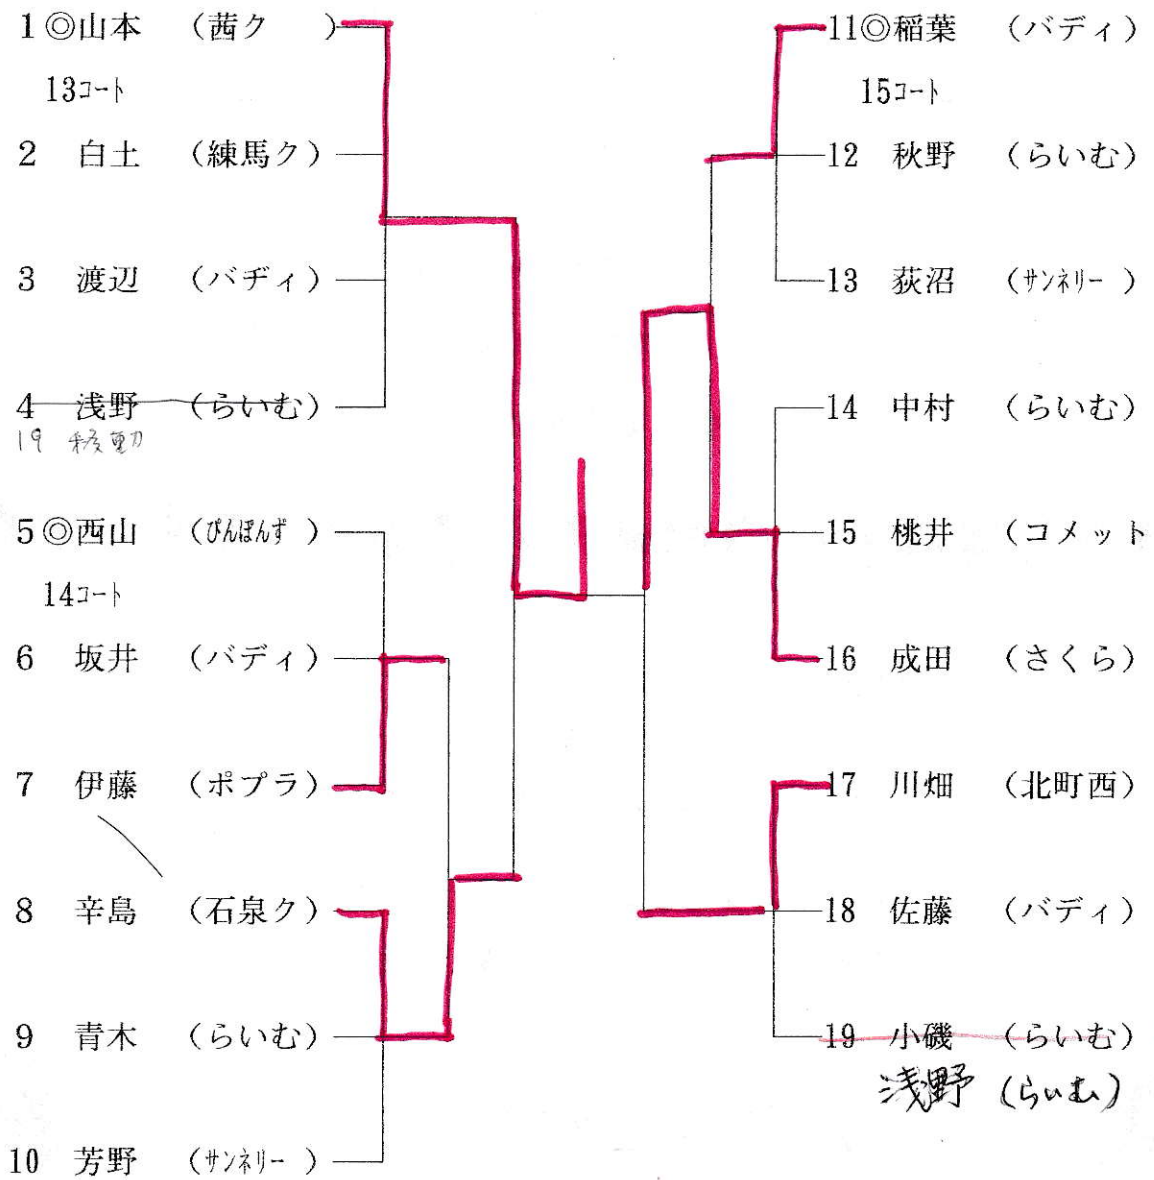 1◎山本 (茜ク )
13コート
2 白土 (練馬ク)
3 渡辺 (バヂィ)
4 浅野 (らいむ)
19 移動
5◎西山 (ぴんぽんず )
14コート
6 坂井 (バディ)
7 伊藤 (ポプラ)
8 辛島 (石泉ク)
9 青木 (らいむ)
10 芳野 (サンネリー )
11◎稲葉 (バディ)
15コート
12 秋野 (らいむ)
13 荻沼 (サンネリー )
14 中村 (らいむ)
15 桃井 (コメット
16 成田 (さくら)
17 川畑 (北町西)
18 佐藤 (バディ)
19 小磯 (らいむ)
浅野 (らいむ)